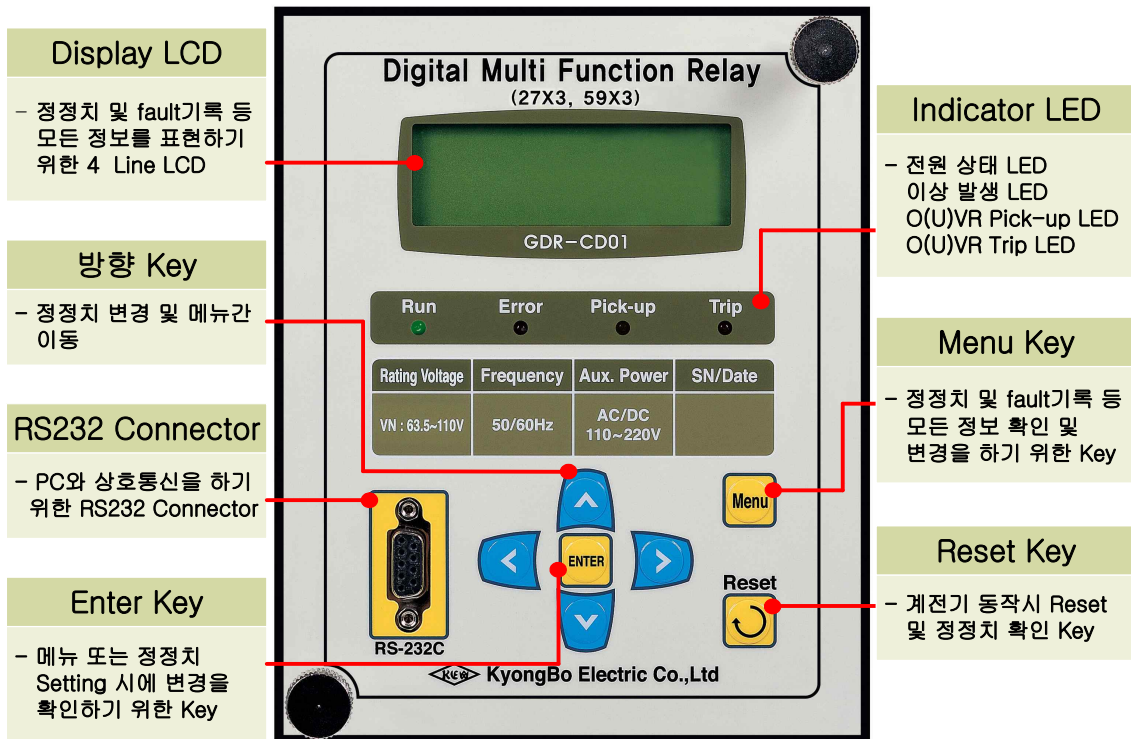 Display LCD
- 정정치 및 fault기록 등
모든 정보를 표현하기
위한 4 Line LCD
방향 Key
- 정정치 변경 및 메뉴간
이동
RS232 Connector
- PC와 상호통신을 하기
위한 RS232 Connector
Enter Key
- 메뉴 또는 정정치
Setting 시에 변경을
확인하기 위한 Key
Digital Multi Function Relay
(27X3, 59X3)
GDR-CD01
Run Error Pick-up Trip
Rating Voltage Frequency Aux. Power SN/Date
VN : 63.5~110V 50/60Hz AC/DC
110~220V
Menu
ENTER
Reset
RS-232C
KEW KyongBo Electric Co.,Ltd
Indicator LED
- 전원 상태 LED
이상 발생 LED
O(U)VR Pick-up LED
O(U)VR Trip LED
Menu Key
- 정정치 및 fault기록 등
모든 정보 확인 및
변경을 하기 위한 Key
Reset Key
- 계전기 동작시 Reset
및 정정치 확인 Key